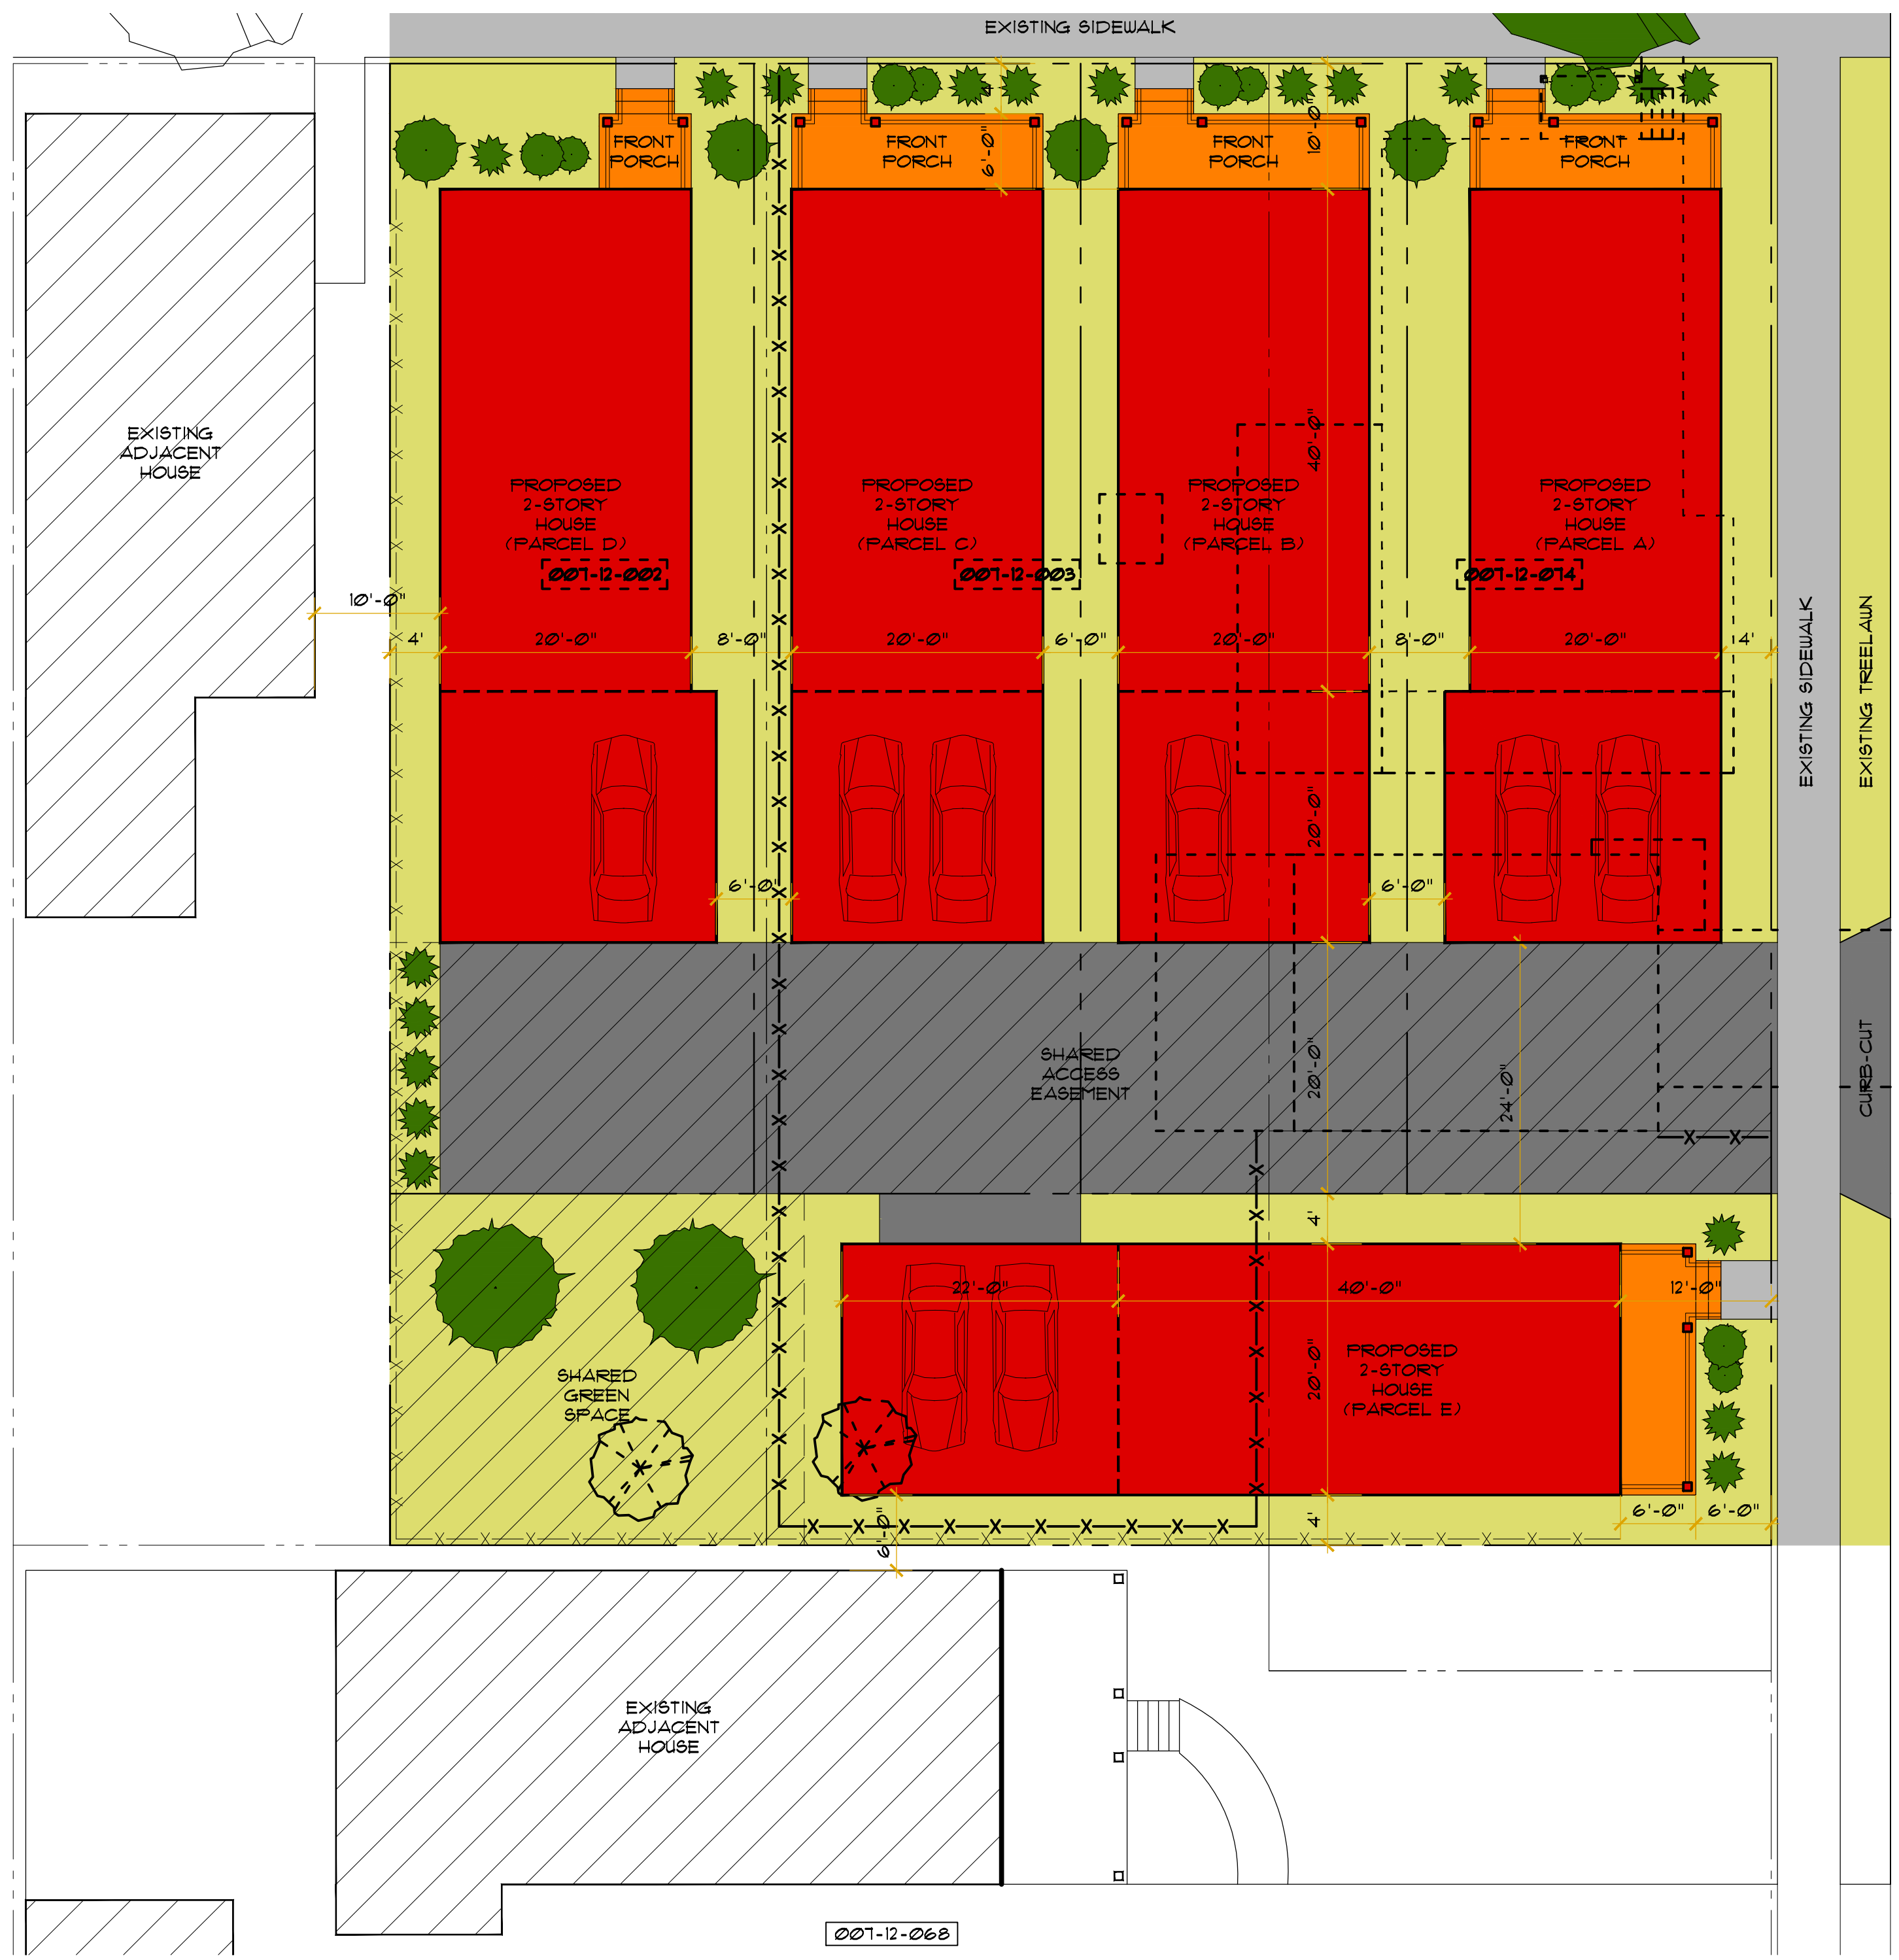 EXISTING SIDEWALK
4'
10'-0"
6'-0"
FRONT
PORCH
FRONT
PORCH
FRONT
PORCH
FRONT
PORCH
EXISTING
ADJACENT
HOUSE
40'-0"
PROPOSED
2-STORY
HOUSE
(PARCEL D)
PROPOSED
2-STORY
HOUSE
(PARCEL C)
PROPOSED
2-STORY
HOUSE
(PARCEL B)
PROPOSED
2-STORY
HOUSE
(PARCEL A)
007-12-002
007-12-003
007-12-074
10'-0"
4'
20'-0"
8'-0"
20'-0"
6'-0"
20'-0"
8'-0"
20'-0"
4'
EXISTING SIDEWALK
EXISTING TREELAWN
20'-0"
6'-0"
6'-0"
SHARED
ACCESS
EASEMENT
20'-0"
24'-0"
CURB-CUT
4'
22'-0"
40'-0"
12'-0"
SHARED
GREEN
SPACE
20'-0"
PROPOSED
2-STORY
HOUSE
(PARCEL E)
6'-0"
4'
6'-0"
6'-0"
EXISTING
ADJACENT
HOUSE
007-12-068